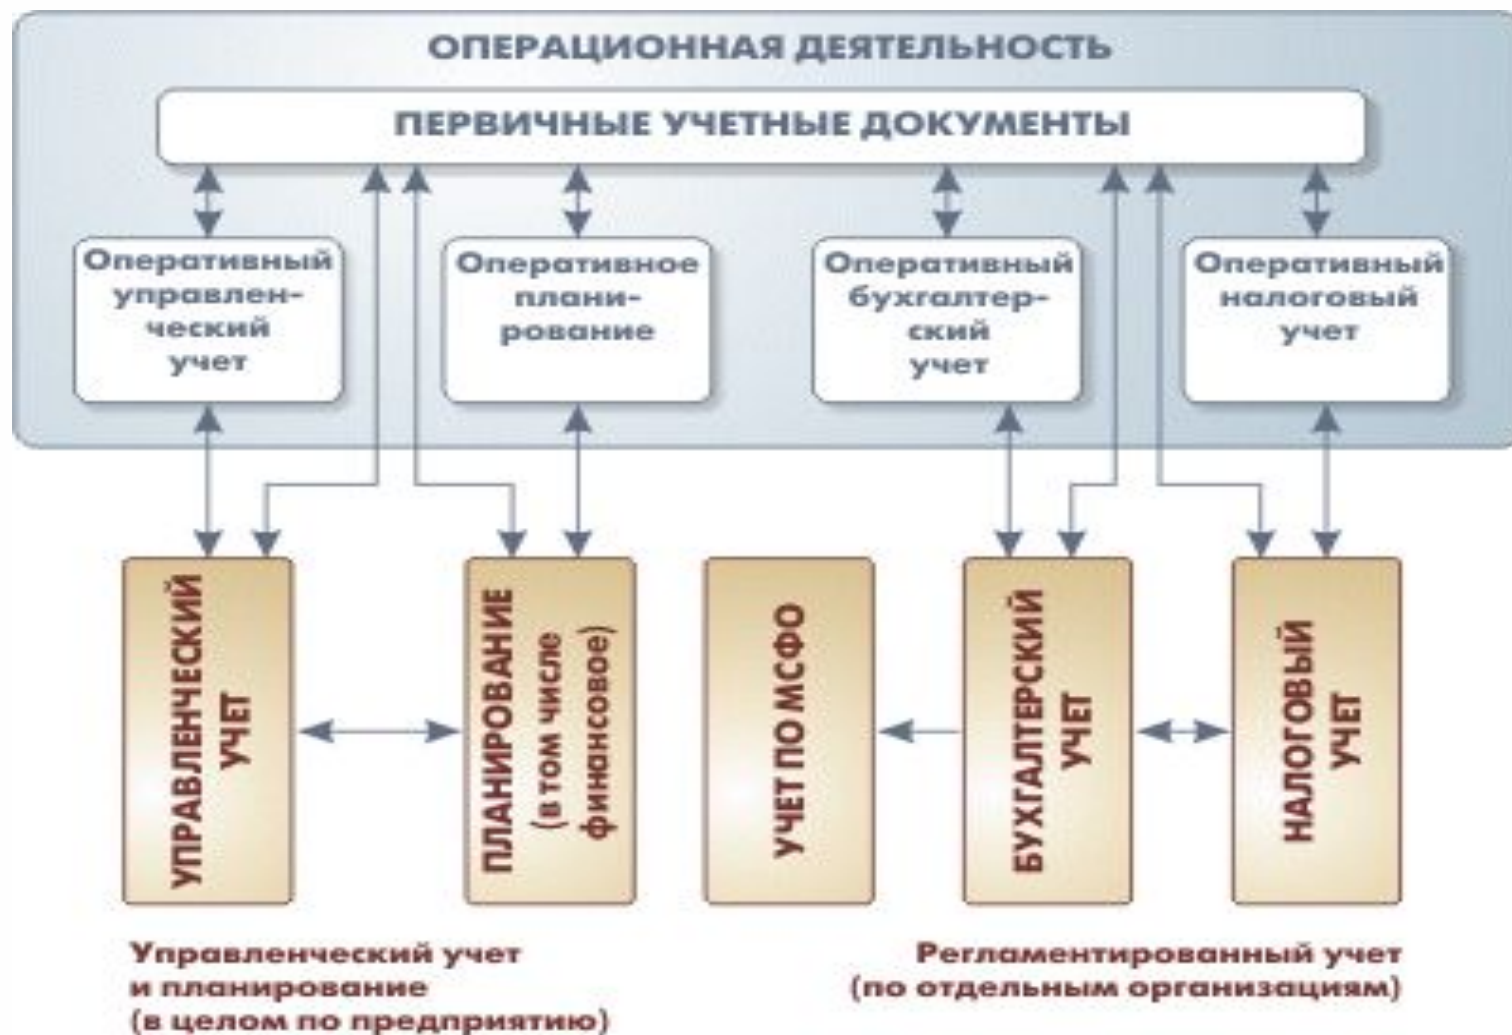 ОПЕРАЦИОННАЯ ДЕЯТЕЛЬНОСТЬ
ПЕРВИЧНЫЕ УЧЕТНЫЕ ДОКУМЕНТЫ
Оперативный
управлен-
ческий
учет
Оперативное
плани-
рование
Оперативный
бухгалтер-
ский
учет
Оперативный
налоговый
учет
УПРАВЛЕНЧЕСКИЙ
УЧЕТ
ПЛАНИРОВАНИЕ
(в том числе
финансовое)
УЧЕТ ПО МСФО
БУХГАЛТЕРСКИЙ
УЧЕТ
НАЛОГОВЫЙ
УЧЕТ
Управленческий учет
и планирование
(в целом по предприятию)
Регламентированный учет
(по отдельным организациям)